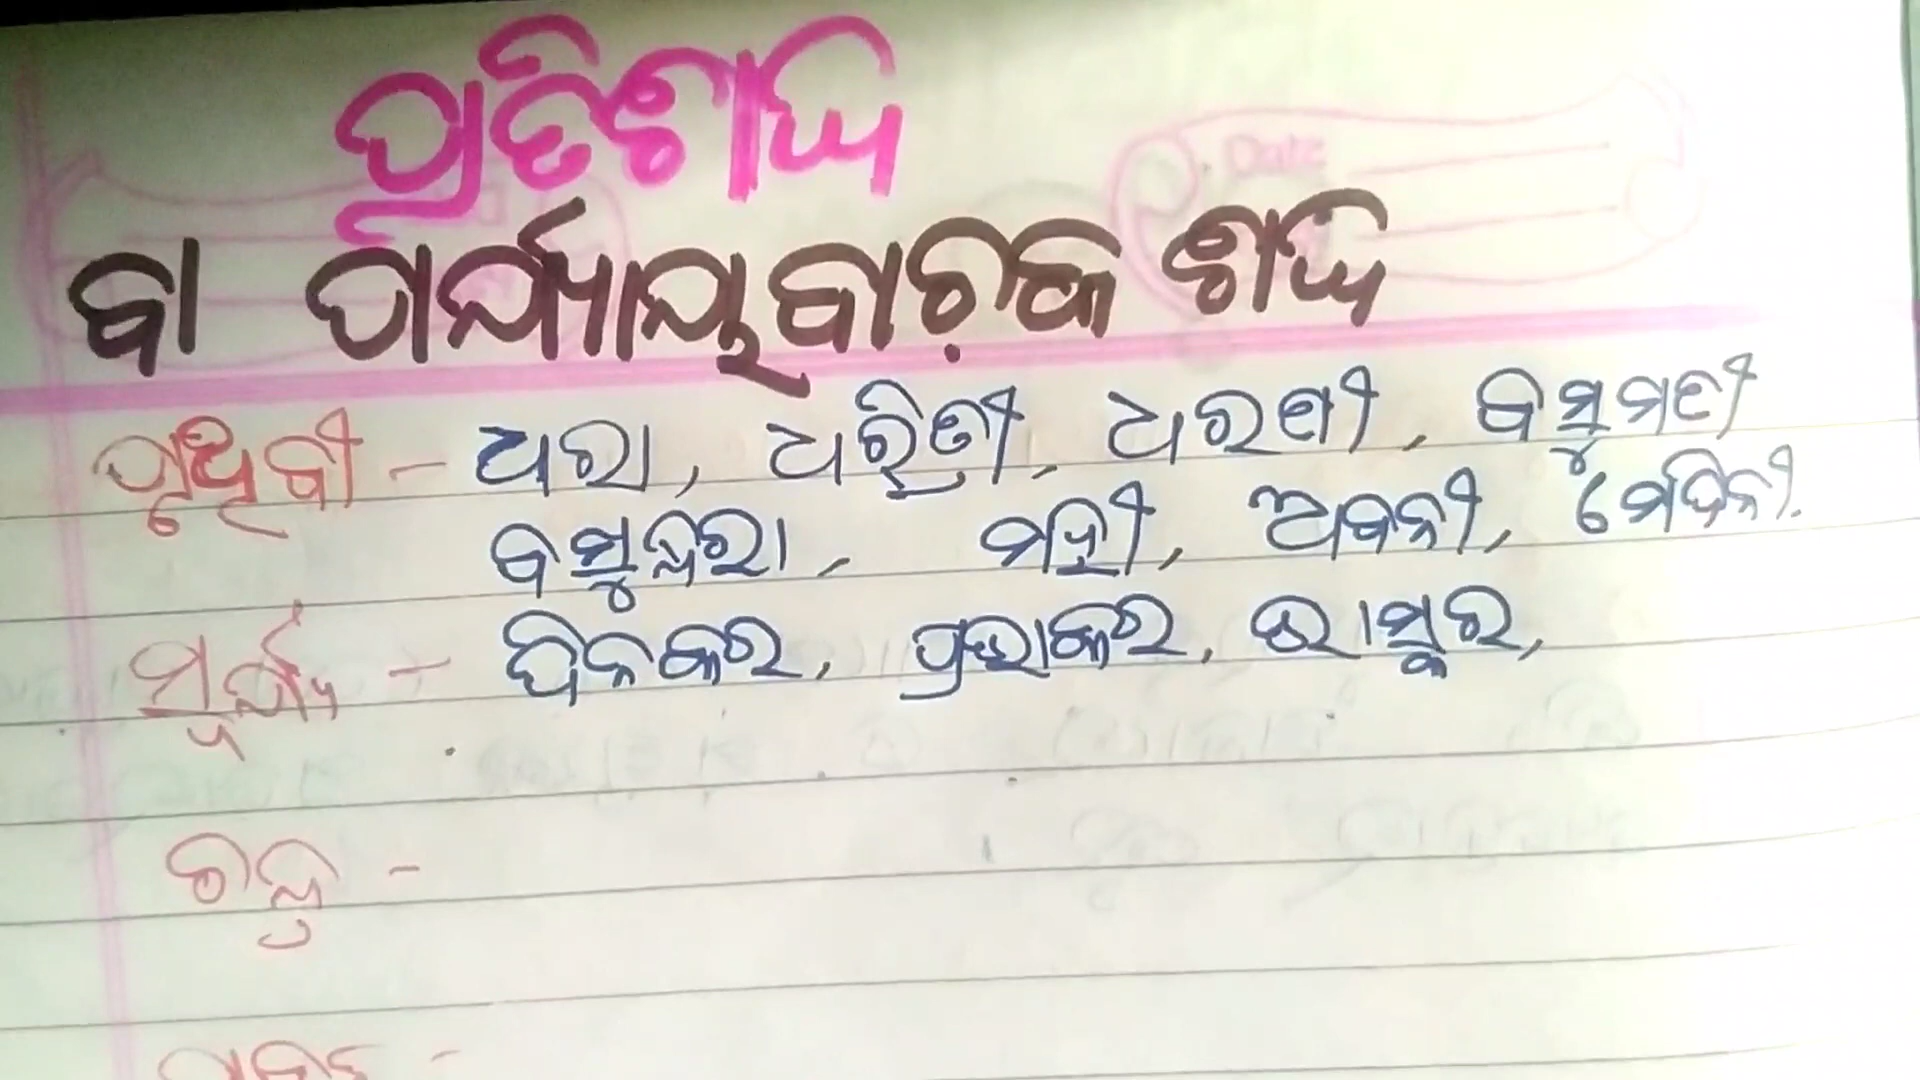 ପ୍ରତିଶବ୍ଦ
ବା ପର୍ଯ୍ୟାୟବାଚକ ଶବ୍ଦ
ପୃଥିବୀ - ଧରା, ଧରିତ୍ରୀ, ଧରଣୀ, ବସୁମତୀ
ବସୁନ୍ଧରା, ମହୀ, ଅବନୀ, ମେଦିନୀ.
ସୂର୍ଯ୍ୟ - ଦିନକର, ପ୍ରଭାକର, ଭାସ୍କର,
ଚନ୍ଦ୍ର -